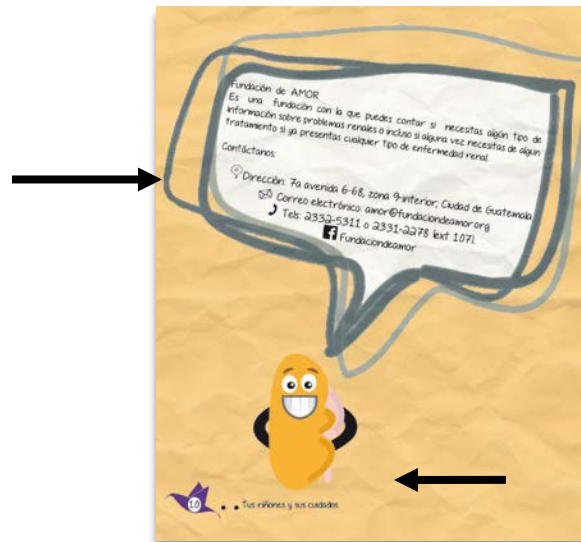 Fundación de AMOR
Es una fundación con la que puedes contar si necesitas algún tipo de
información sobre problemas renales o incluso si alguna vez necesitas de algun
tratamiento si ya presentas cualquier tipo de enfermedad renal.
Contáctanos:
Dirección: 7a avenida 6-68, zona 9-interior, Ciudad de Guatemala
Correo electrónico: amor@fundaciondeamor.org
Tels: 2332-5311 o 2331-2278 (ext 107).
Fundaciondeamor
10 Tus riñones y sus cuidados